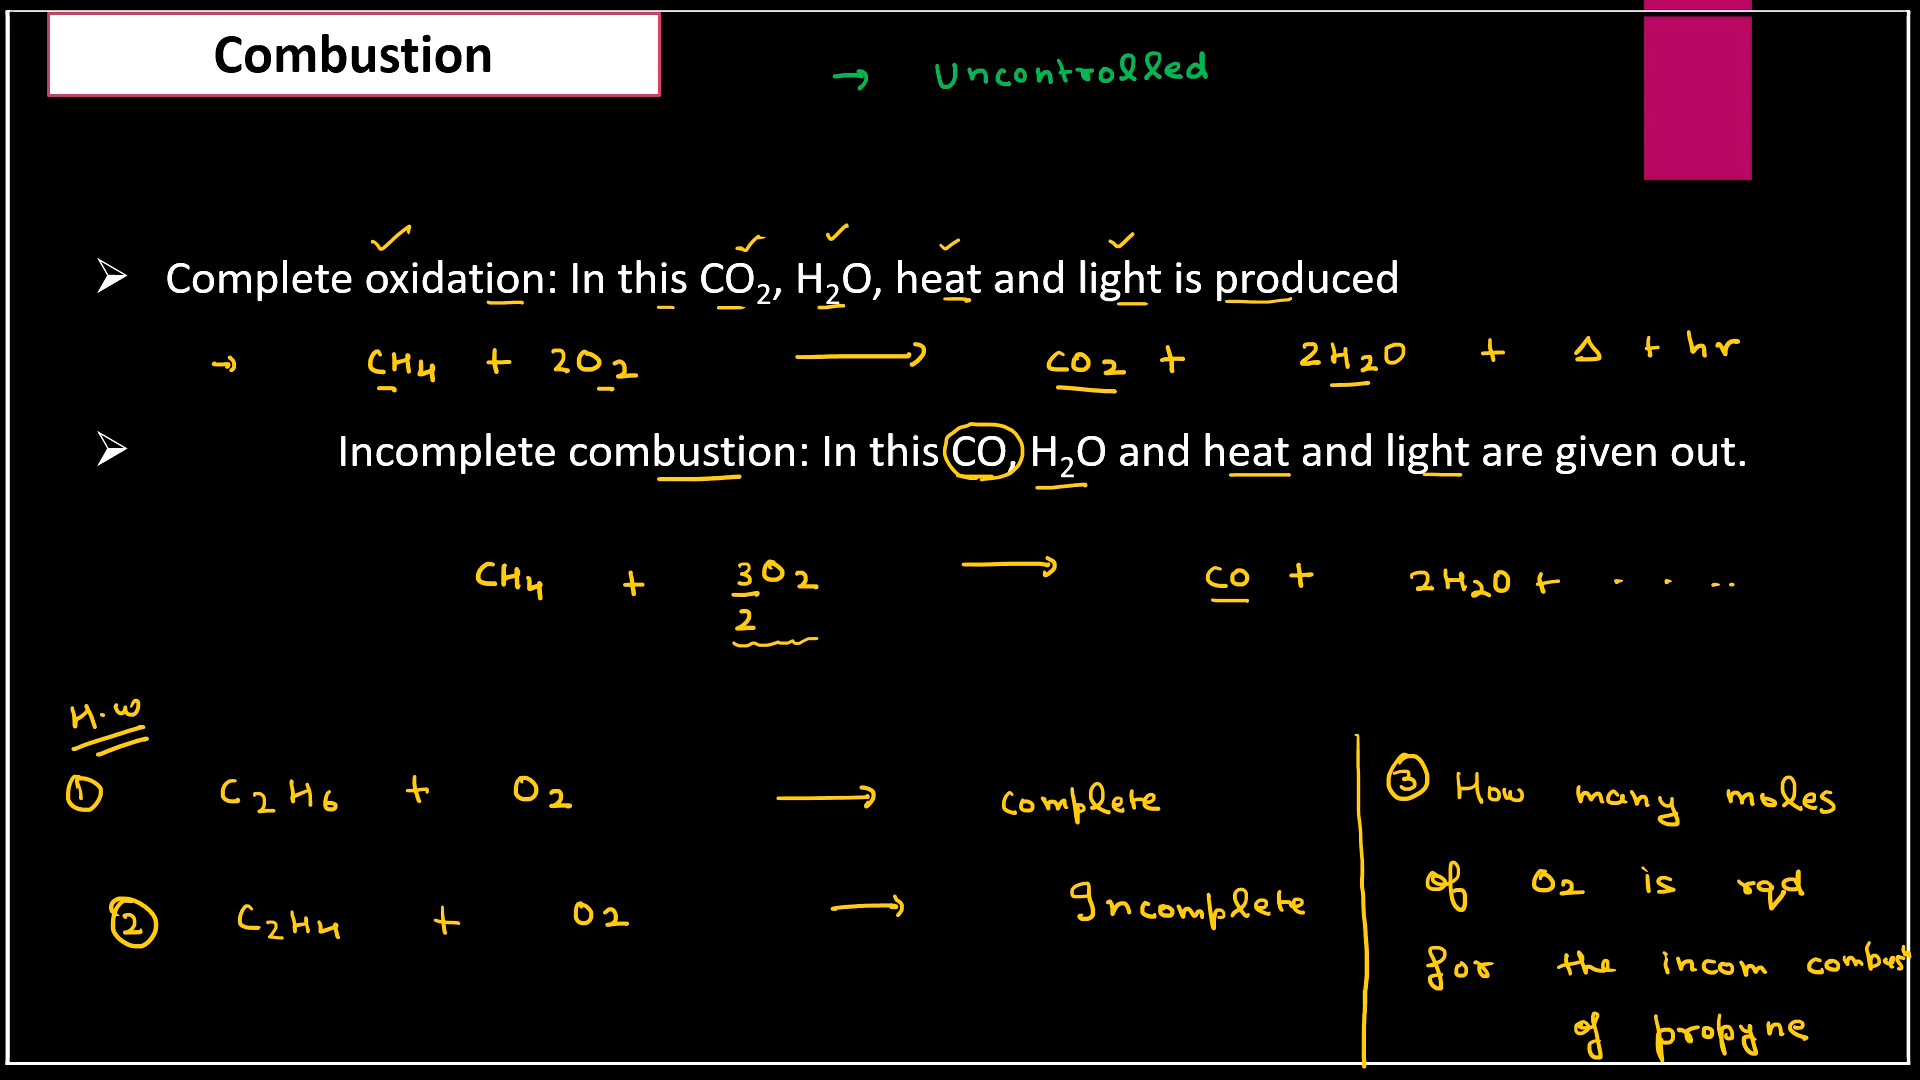 Combustion
→ Uncontrolled
➢ Complete oxidation: In this CO₂, H₂O, heat and light is produced
→ CH4 + 2O2 ⟶ CO2 + 2H2O + Δ + hr
➢ Incomplete combustion: In this CO, H₂O and heat and light are given out.
CH4 + 3/2 O2 ⟶ CO + 2H2O + . . ..
H.W
① C2H6 + O2 ⟶ complete
② C2H4 + O2 ⟶ Incomplete
③ How many moles
of O2 is rqd
for the incom combust
of propyne